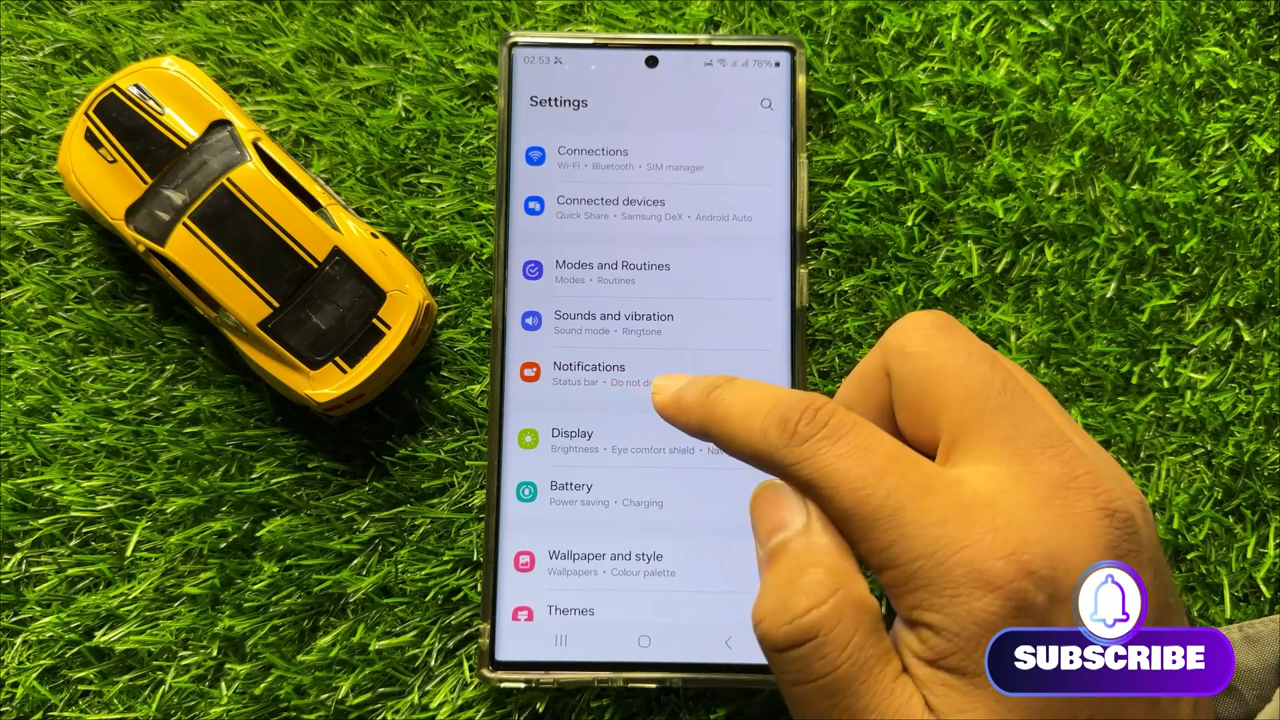 02:53
78%
Settings
Connections
Wi-Fi • Bluetooth • SIM manager
Connected devices
Quick Share • Samsung DeX • Android Auto
Modes and Routines
Modes • Routines
Sounds and vibration
Sound mode • Ringtone
Notifications
Status bar • Do not
Display
Brightness • Eye comfort shield •
Battery
Power saving • Charging
Wallpaper and style
Wallpapers • Colour palette
Themes
SUBSCRIBE